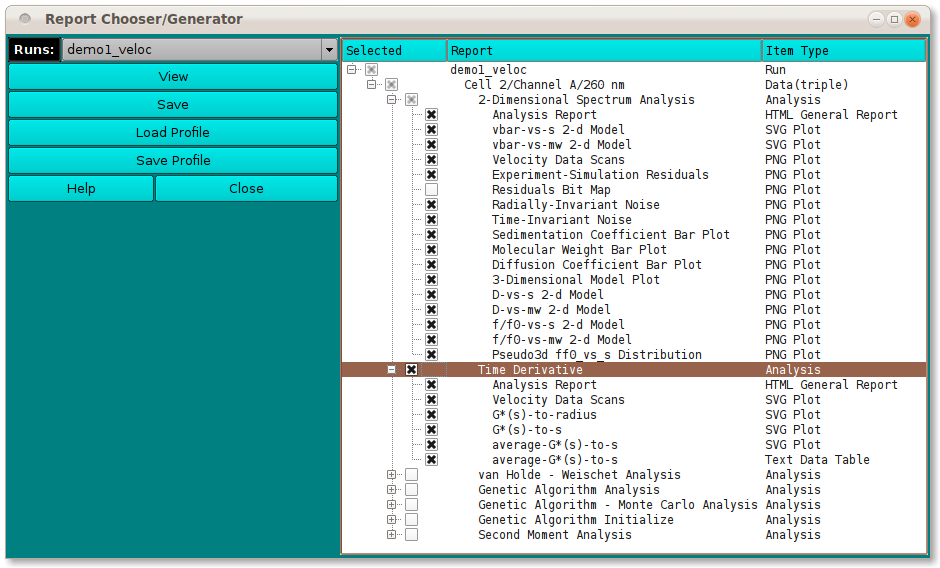 Report Chooser/Generator
Runs: demo1_veloc
View
Save
Load Profile
Save Profile
Help Close
Selected Report Item Type
demo1_veloc Run
Cell 2/Channel A/260 nm Data(triple)
2-Dimensional Spectrum Analysis Analysis
Analysis Report HTML General Report
vbar-vs-s 2-d Model SVG Plot
vbar-vs-mw 2-d Model SVG Plot
Velocity Data Scans PNG Plot
Experiment-Simulation Residuals PNG Plot
Residuals Bit Map PNG Plot
Radially-Invariant Noise PNG Plot
Time-Invariant Noise PNG Plot
Sedimentation Coefficient Bar Plot PNG Plot
Molecular Weight Bar Plot PNG Plot
Diffusion Coefficient Bar Plot PNG Plot
3-Dimensional Model Plot PNG Plot
D-vs-s 2-d Model PNG Plot
D-vs-mw 2-d Model PNG Plot
f/f0-vs-s 2-d Model PNG Plot
f/f0-vs-mw 2-d Model PNG Plot
Pseudo3d ff0_vs_s Distribution PNG Plot
Time Derivative Analysis
Analysis Report HTML General Report
Velocity Data Scans SVG Plot
G*(s)-to-radius SVG Plot
G*(s)-to-s SVG Plot
average-G*(s)-to-s SVG Plot
average-G*(s)-to-s Text Data Table
van Holde - Weischet Analysis Analysis
Genetic Algorithm Analysis Analysis
Genetic Algorithm - Monte Carlo Analysis Analysis
Genetic Algorithm Initialize Analysis
Second Moment Analysis Analysis